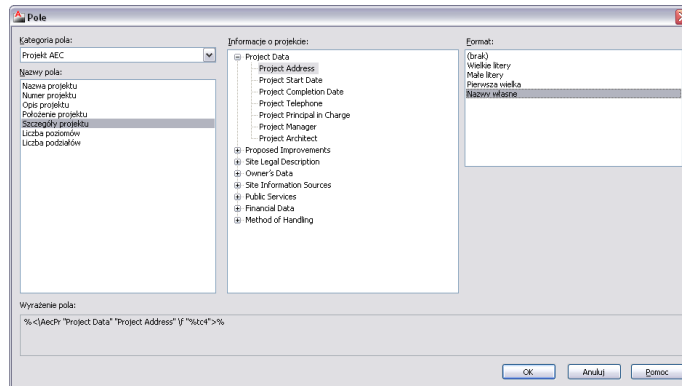 Pole
Kategoria pola:
Projekt AEC
Nazwy pola:
Nazwa projektu
Numer projektu
Opis projektu
Położenie projektu
Szczegóły projektu
Liczba poziomów
Liczba podziałów
Informacje o projekcie:
Project Data
Project Address
Project Start Date
Project Completion Date
Project Telephone
Project Principal in Charge
Project Manager
Project Architect
Proposed Improvements
Site Legal Description
Owner's Data
Site Information Sources
Public Services
Financial Data
Method of Handling
Format:
(brak)
Wielkie litery
Małe litery
Pierwsza wielka
Nazwy własne
Wyrażenie pola:
%<\AecPr "Project Data" "Project Address" \f "%tc4">%
OK Anuluj Pomoc